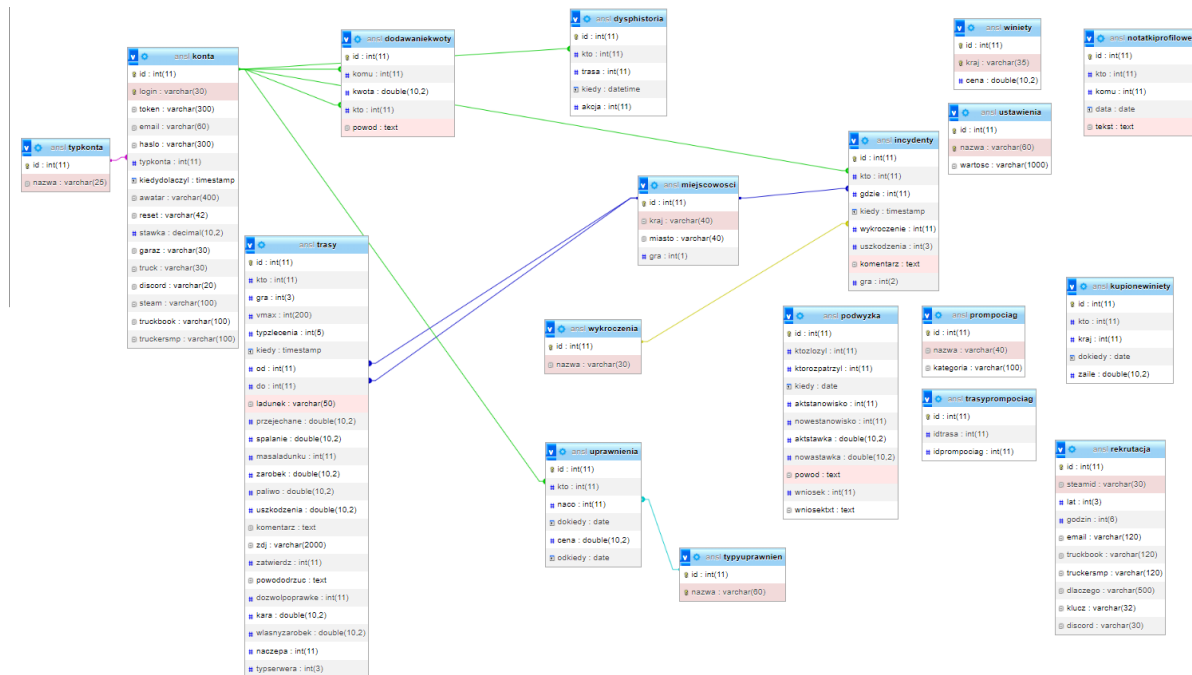 ansl konta
id : int(11)
login : varchar(30)
token : varchar(300)
email : varchar(60)
haslo : varchar(300)
typkonta : int(11)
kiedydolaczyl : timestamp
awatar : varchar(400)
reset : varchar(42)
stawka : decimal(10,2)
garaz : varchar(30)
truck : varchar(30)
discord : varchar(20)
steam : varchar(100)
truckbook : varchar(100)
truckersmp : varchar(100)
ansl typkonta
id : int(11)
nazwa : varchar(25)
ansl dodawaniekwoty
id : int(11)
komu : int(11)
kwota : double(10,2)
kto : int(11)
powod : text
ansl dysphistoria
id : int(11)
kto : int(11)
trasa : int(11)
kiedy : datetime
akcja : int(11)
ansl winiety
id : int(11)
kraj : varchar(35)
cena : double(10,2)
ansl notatkiprofilowe
id : int(11)
kto : int(11)
komu : int(11)
data : date
tekst : text
ansl ustawienia
id : int(11)
nazwa : varchar(60)
wartosc : varchar(1000)
ansl incydenty
id : int(11)
kto : int(11)
gdzie : int(11)
kiedy : timestamp
wykroczenie : int(11)
uszkodzenia : int(3)
komentarz : text
gra : int(2)
ansl miejscowosci
id : int(11)
kraj : varchar(40)
miasto : varchar(40)
gra : int(1)
ansl trasy
id : int(11)
kto : int(11)
gra : int(3)
vmax : int(200)
typzlecenia : int(5)
kiedy : timestamp
od : int(11)
do : int(11)
ladunek : varchar(50)
przejechane : double(10,2)
spalanie : double(10,2)
masaladunku : int(11)
zarobek : double(10,2)
paliwo : double(10,2)
uszkodzenia : double(10,2)
komentarz : text
zdj : varchar(2000)
zatwierdz : int(11)
powododrzuc : text
dozwolpoprawke : int(11)
kara : double(10,2)
wlasnyzarobek : double(10,2)
naczepa : int(11)
typserwera : int(3)
ansl wykroczenia
id : int(11)
nazwa : varchar(30)
ansl podwyzka
id : int(11)
ktozlozyl : int(11)
ktorozpatrzyl : int(11)
kiedy : date
aktstanowisko : int(11)
nowestanowisko : int(11)
aktstawka : double(10,2)
nowastawka : double(10,2)
powod : text
wniosek : int(11)
wniosektxt : text
ansl prompociag
id : int(11)
nazwa : varchar(40)
kategoria : varchar(100)
ansl kupionewiniety
id : int(11)
kto : int(11)
kraj : int(11)
dokiedy : date
zaile : double(10,2)
ansl trasyprompociag
id : int(11)
idtrasa : int(11)
idprompociag : int(11)
ansl uprawnienia
id : int(11)
kto : int(11)
naco : int(11)
dokiedy : date
cena : double(10,2)
odkiedy : date
ansl typyuprawnien
id : int(11)
nazwa : varchar(60)
ansl rekrutacja
id : int(11)
steamid : varchar(30)
lat : int(3)
godzin : int(6)
email : varchar(120)
truckbook : varchar(120)
truckersmp : varchar(120)
dlaczego : varchar(500)
klucz : varchar(32)
discord : varchar(30)